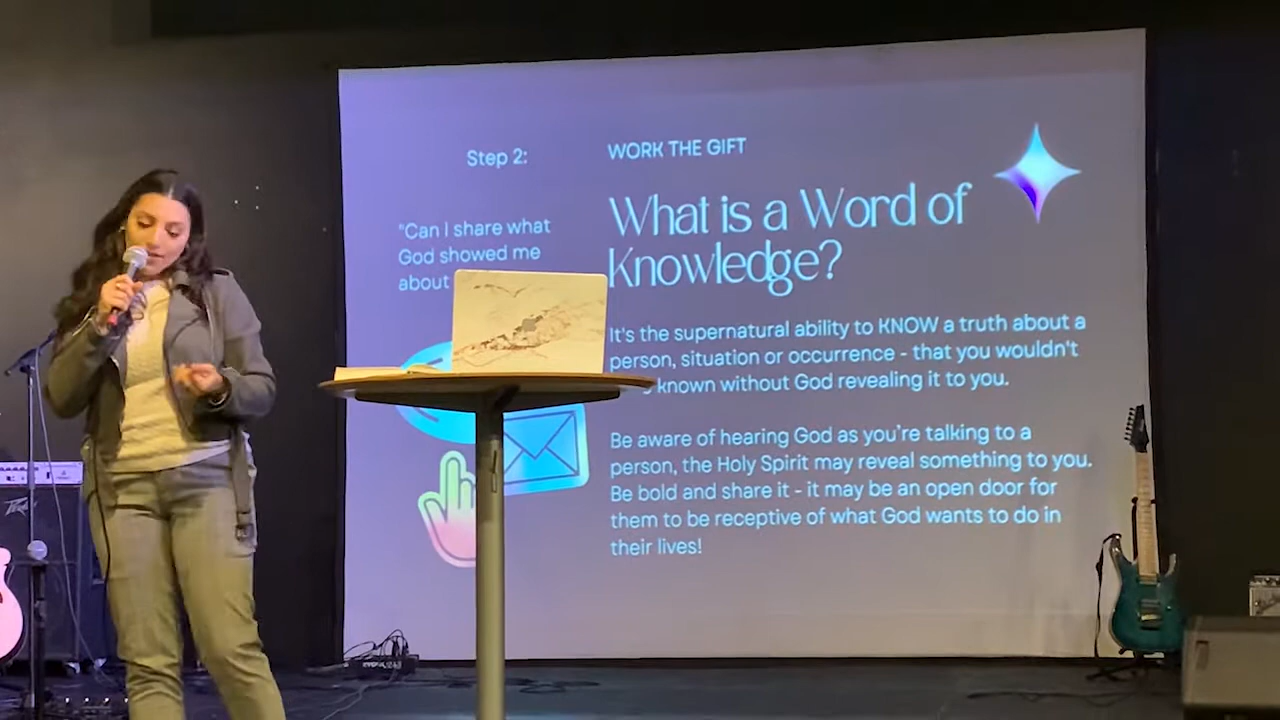 Step 2:
"Can I share what
God showed me
about
WORK THE GIFT
What is a Word of
Knowledge?
It's the supernatural ability to KNOW a truth about a
person, situation or occurrence - that you wouldn't
known without God revealing it to you.
Be aware of hearing God as you're talking to a
person, the Holy Spirit may reveal something to you.
Be bold and share it - it may be an open door for
them to be receptive of what God wants to do in
their lives!
PEAVEY